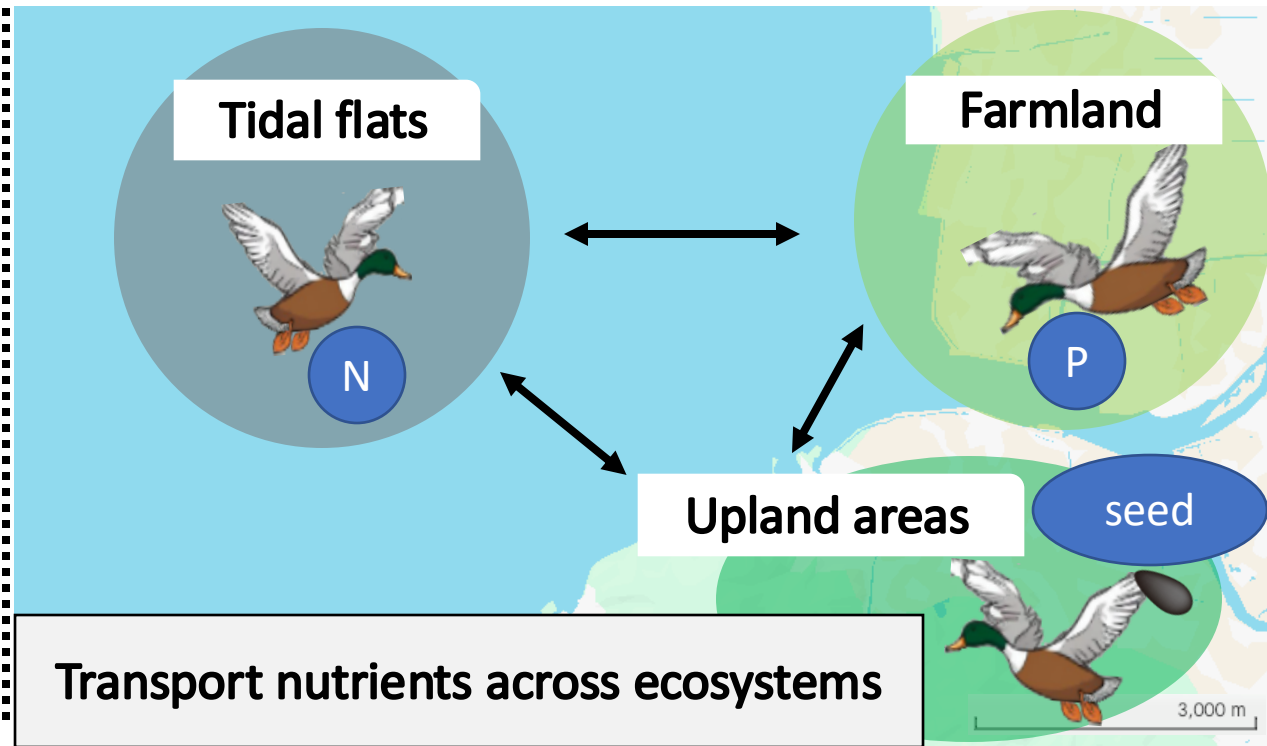 Tidal flats
Farmland
N
P
Upland areas
seed
Transport nutrients across ecosystems
3,000 m